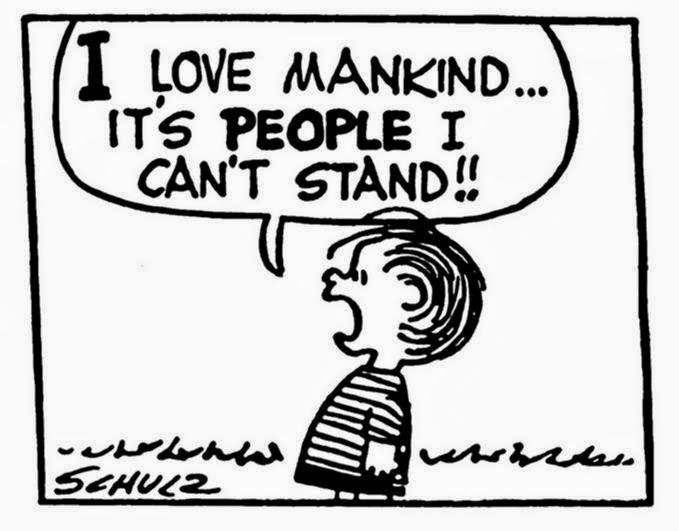 I LOVE MANKIND...
IT'S PEOPLE I
CAN'T STAND!!
SCHULZ